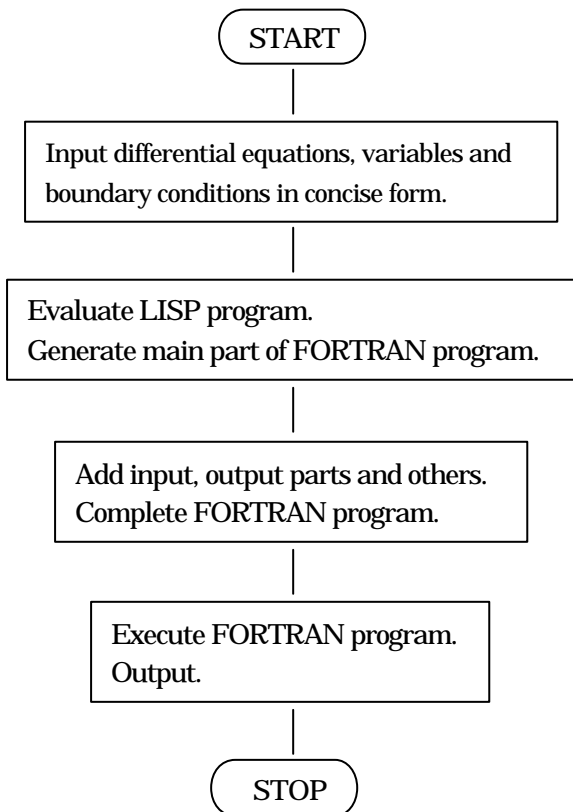 START
Input differential equations, variables and
boundary conditions in concise form.
Evaluate LISP program.
Generate main part of FORTRAN program.
Add input, output parts and others.
Complete FORTRAN program.
Execute FORTRAN program.
Output.
STOP